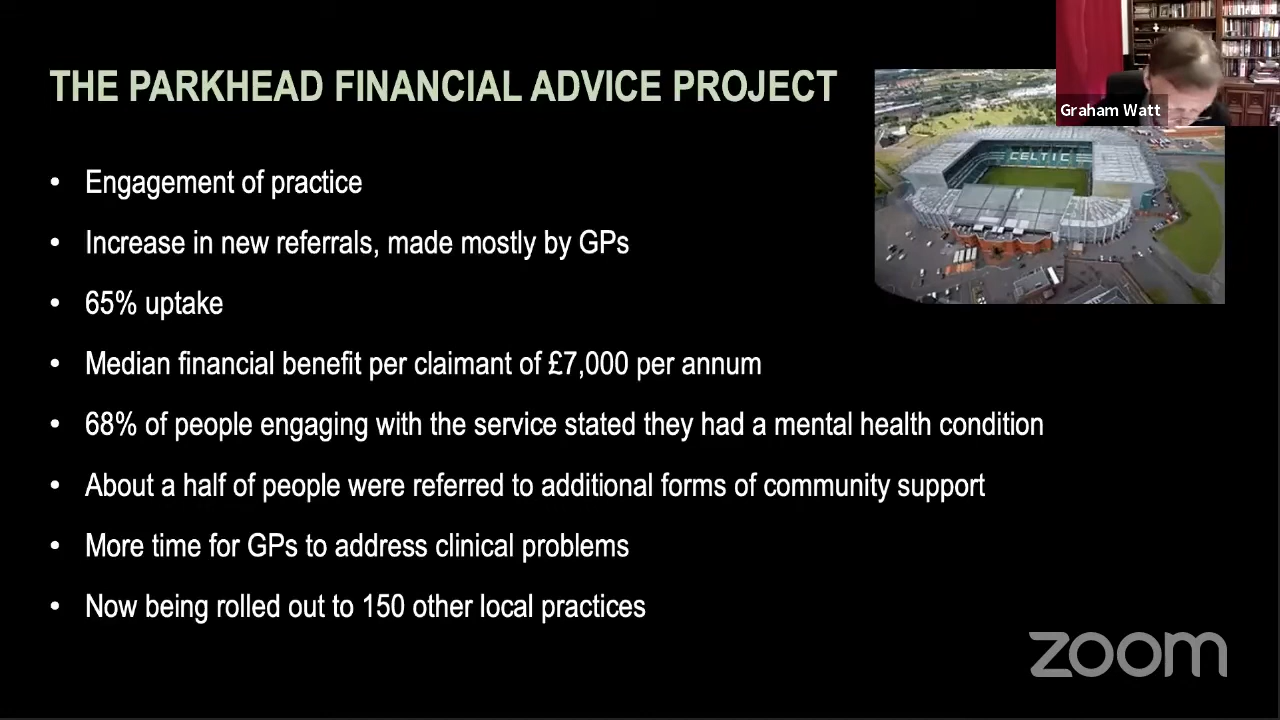 THE PARKHEAD FINANCIAL ADVICE PROJECT
Graham Watt
CELTIC
• Engagement of practice
• Increase in new referrals, made mostly by GPs
• 65% uptake
• Median financial benefit per claimant of £7,000 per annum
• 68% of people engaging with the service stated they had a mental health condition
• About a half of people were referred to additional forms of community support
• More time for GPs to address clinical problems
• Now being rolled out to 150 other local practices
zoom